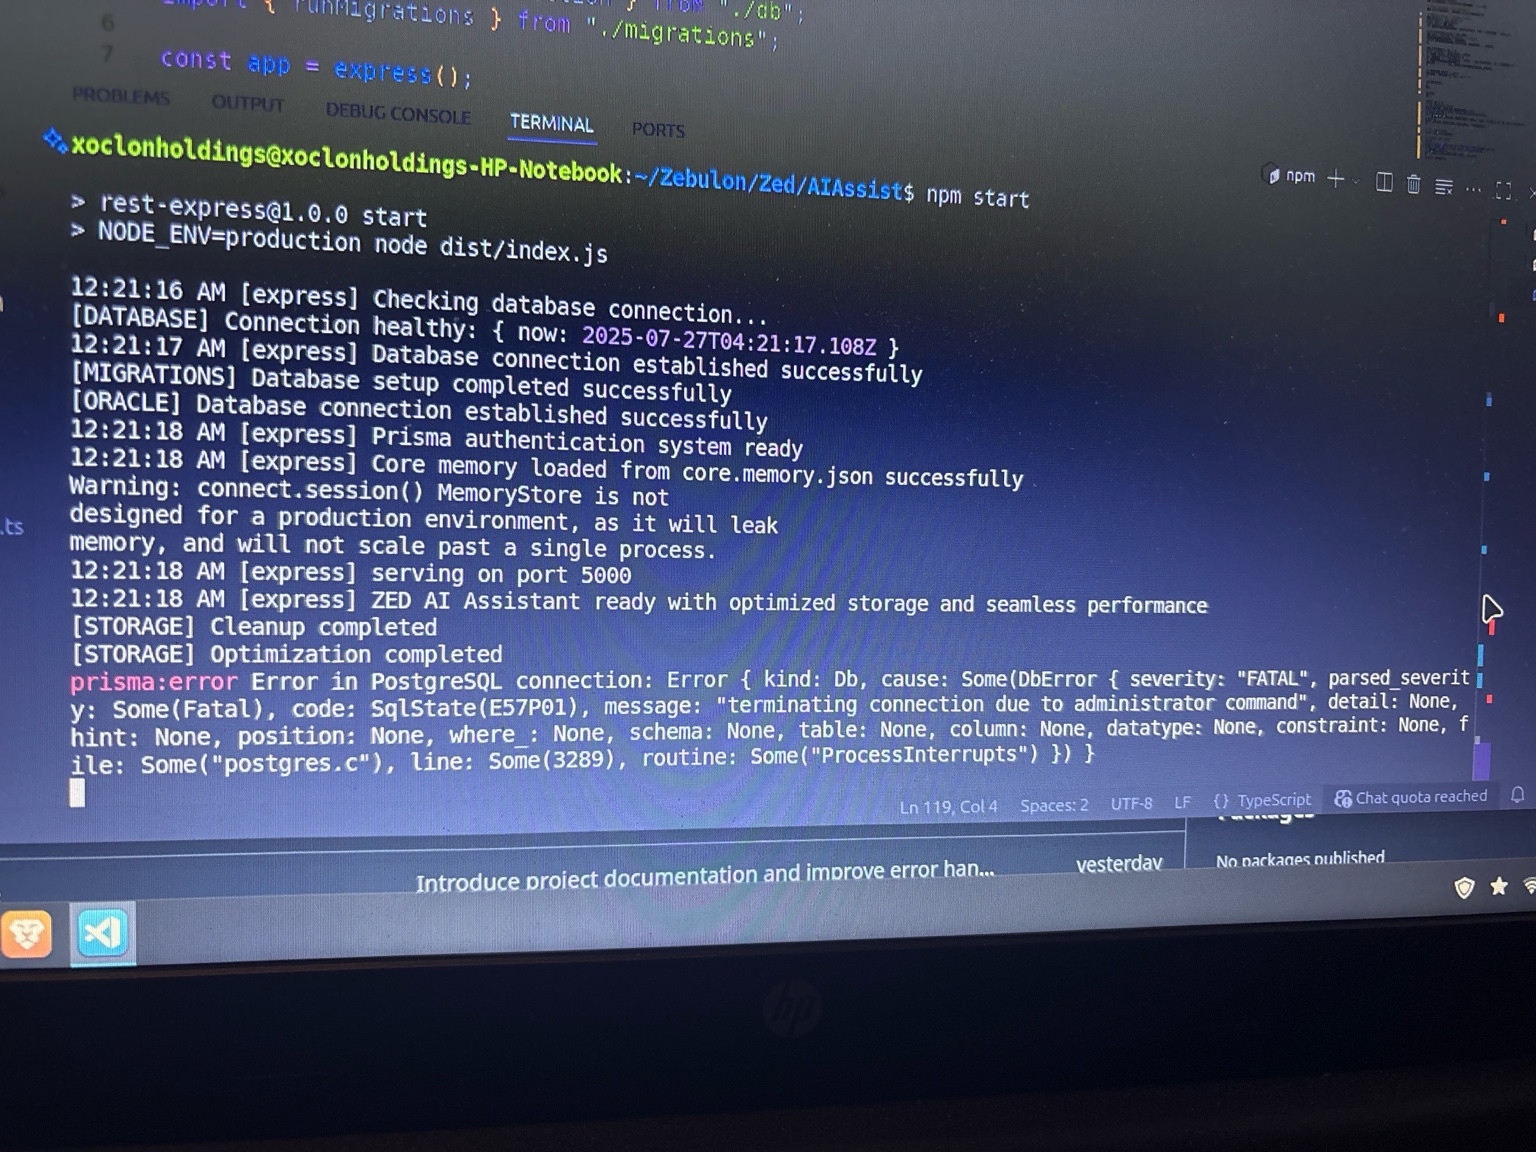 from "./db";
6 import { runMigrations } from "./migrations";
7
const app = express();
PROBLEMS OUTPUT DEBUG CONSOLE TERMINAL PORTS
xoclonholdings@xoclonholdings-HP-Notebook:~/Zebulon/Zed/AIAssist$ npm start
npm
> rest-express@1.0.0 start
> NODE_ENV=production node dist/index.js
12:21:16 AM [express] Checking database connection...
[DATABASE] Connection healthy: { now: 2025-07-27T04:21:17.108Z }
12:21:17 AM [express] Database connection established successfully
[MIGRATIONS] Database setup completed successfully
[ORACLE] Database connection established successfully
12:21:18 AM [express] Prisma authentication system ready
12:21:18 AM [express] Core memory loaded from core.memory.json successfully
Warning: connect.session() MemoryStore is not
designed for a production environment, as it will leak
memory, and will not scale past a single process.
12:21:18 AM [express] serving on port 5000
12:21:18 AM [express] ZED AI Assistant ready with optimized storage and seamless performance
[STORAGE] Cleanup completed
[STORAGE] Optimization completed
prisma:error Error in PostgreSQL connection: Error { kind: Db, cause: Some(DbError { severity: "FATAL", parsed_severit
y: Some(Fatal), code: SqlState(E57P01), message: "terminating connection due to administrator command", detail: None,
hint: None, position: None, where_: None, schema: None, table: None, column: None, datatype: None, constraint: None, f
ile: Some("postgres.c"), line: Some(3289), routine: Some("ProcessInterrupts") }) }
.ts
Ln 119, Col 4 Spaces: 2 UTF-8 LF {} TypeScript Chat quota reached
Packages
Introduce project documentation and improve error han... yesterday No packages published
hp